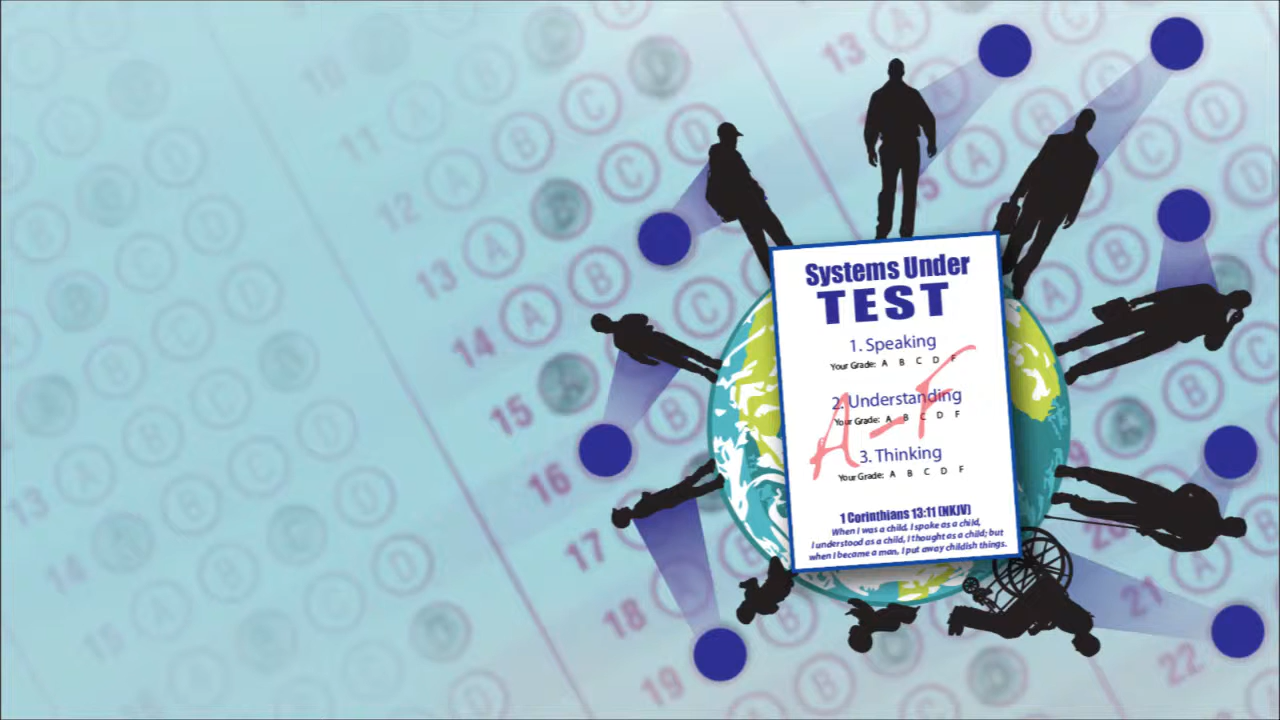 Systems Under
TEST
1. Speaking
Your Grade: A B C D F
2. Understanding
Your Grade: A B C D F
A-F
3. Thinking
Your Grade: A B C D F
1 Corinthians 13:11 (NKJV)
When I was a child, I spoke as a child,
I understood as a child, I thought as a child; but
when I became a man, I put away childish things.